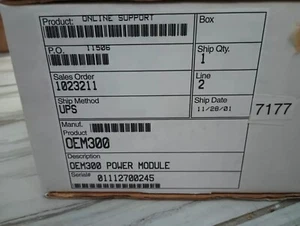 Product: ONLINE SUPPORT
Box
P.O. 11506
Ship Qty.
1
Sales Order
1023211
Line
2
Ship Method
UPS
Ship Date
11/28/01
7177
Manuf.
Product
OEM300
Description
OEM300 POWER MODULE
Serial# 01112700245